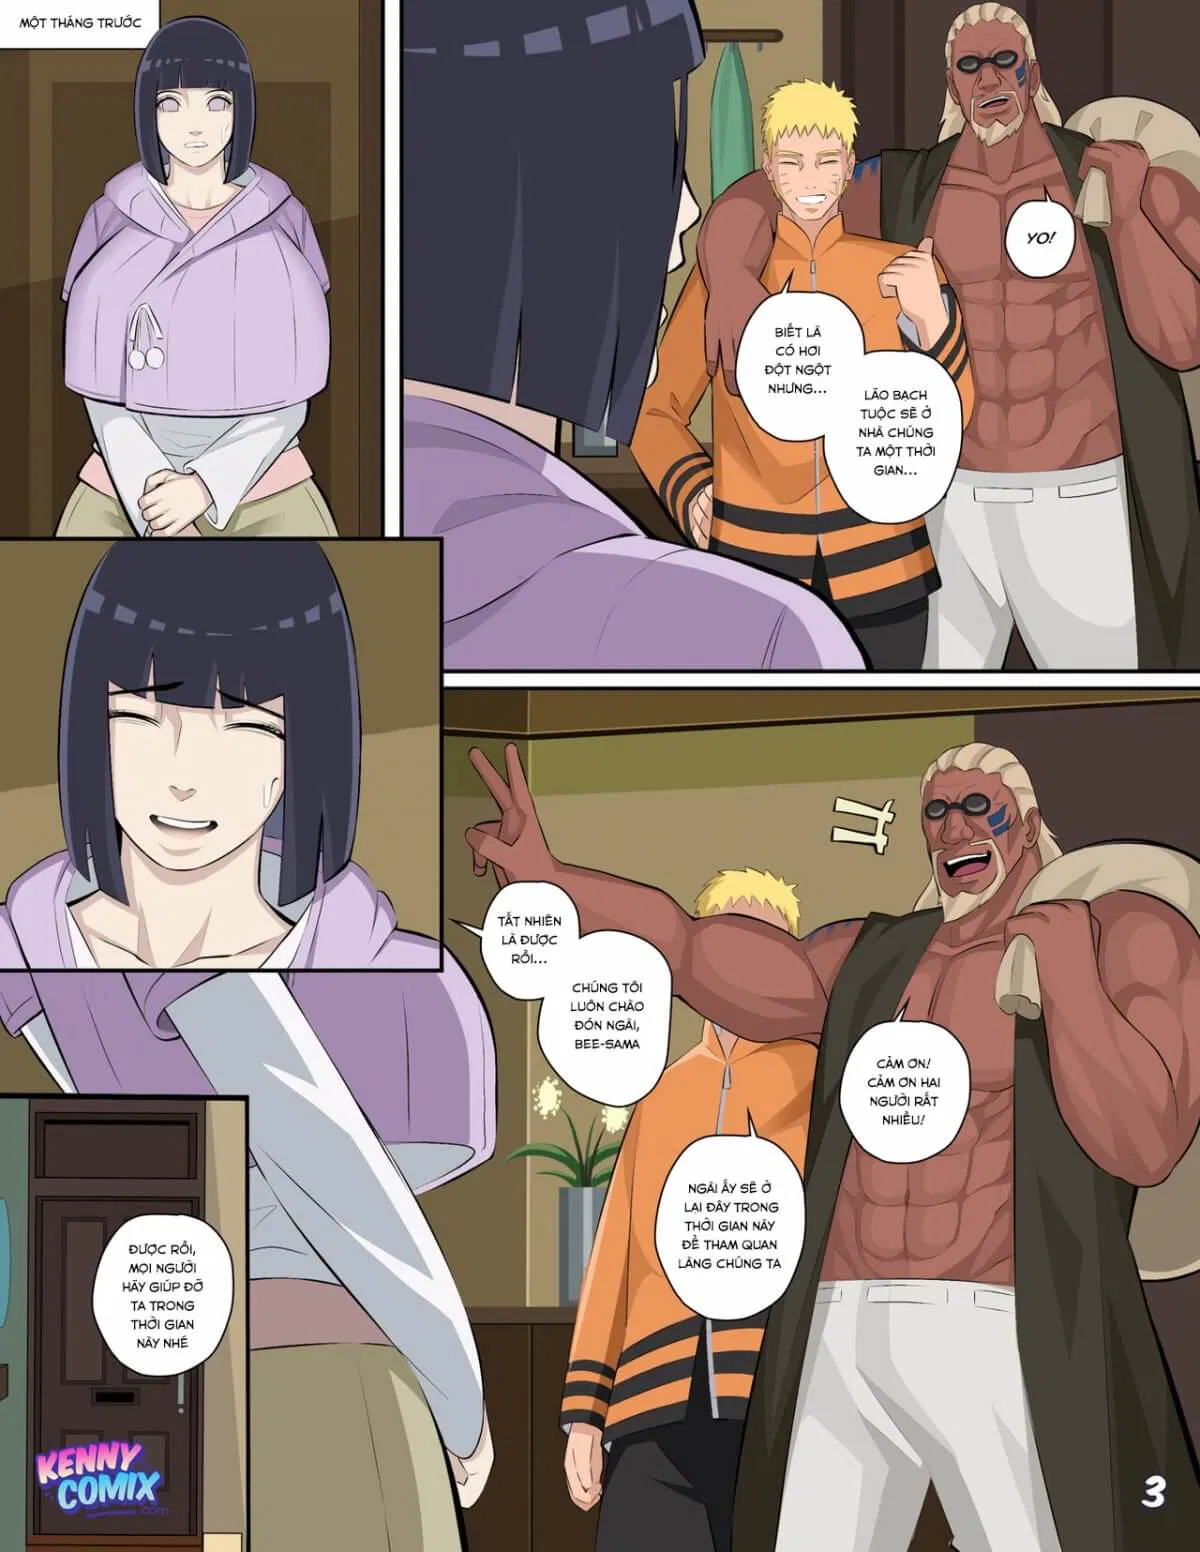 MỘT THÁNG TRƯỚC
YO!
BIẾT LÀ
CÓ HƠI
ĐỘT NGỘT
NHƯNG...
LÃO BẠCH
TUỘC SẼ Ở
NHÀ CHÚNG
TA MỘT THỜI
GIAN...
TẤT NHIÊN
LÀ ĐƯỢC
RỒI...
CHÚNG TÔI
LUÔN CHÀO
ĐÓN NGÀI,
BEE-SAMA
CẢM ƠN!
CẢM ƠN HAI
NGƯỜI RẤT
NHIỀU!
NGÀI ẤY SẼ Ở
LẠI ĐÂY TRONG
THỜI GIAN NÀY
ĐỂ THAM QUAN
LÀNG CHÚNG TA
ĐƯỢC RỒI,
MỌI NGƯỜI
HÃY GIÚP ĐỠ
TA TRONG
THỜI GIAN
NÀY NHÉ
KENNY
COMIX
.com
3